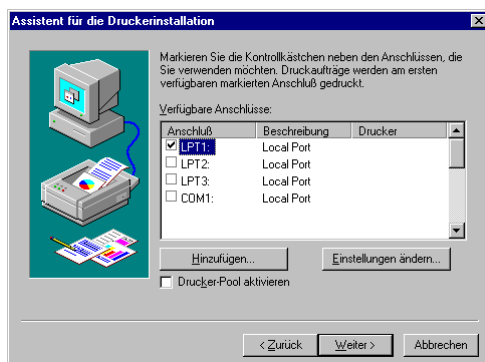 Assistent für die Druckerinstallation
Markieren Sie die Kontrollkästchen neben den Anschlüssen, die
Sie verwenden möchten. Druckaufträge werden am ersten
verfügbaren markierten Anschluß gedruckt.
Verfügbare Anschlüsse:
Anschluß Beschreibung Drucker
LPT1: Local Port
LPT2: Local Port
LPT3: Local Port
COM1: Local Port
Hinzufügen... Einstellungen ändern...
Drucker-Pool aktivieren
< Zurück Weiter > Abbrechen